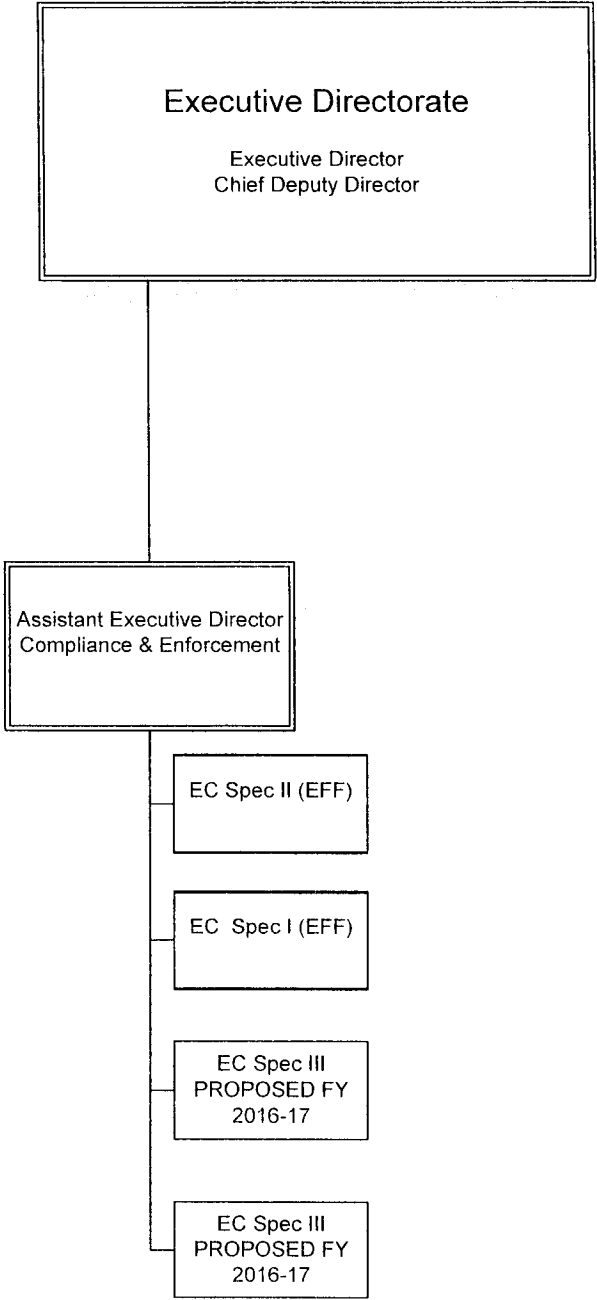 Executive Directorate
Executive Director
Chief Deputy Director
Assistant Executive Director
Compliance & Enforcement
EC Spec II (EFF)
EC Spec I (EFF)
EC Spec III
PROPOSED FY
2016-17
EC Spec III
PROPOSED FY
2016-17